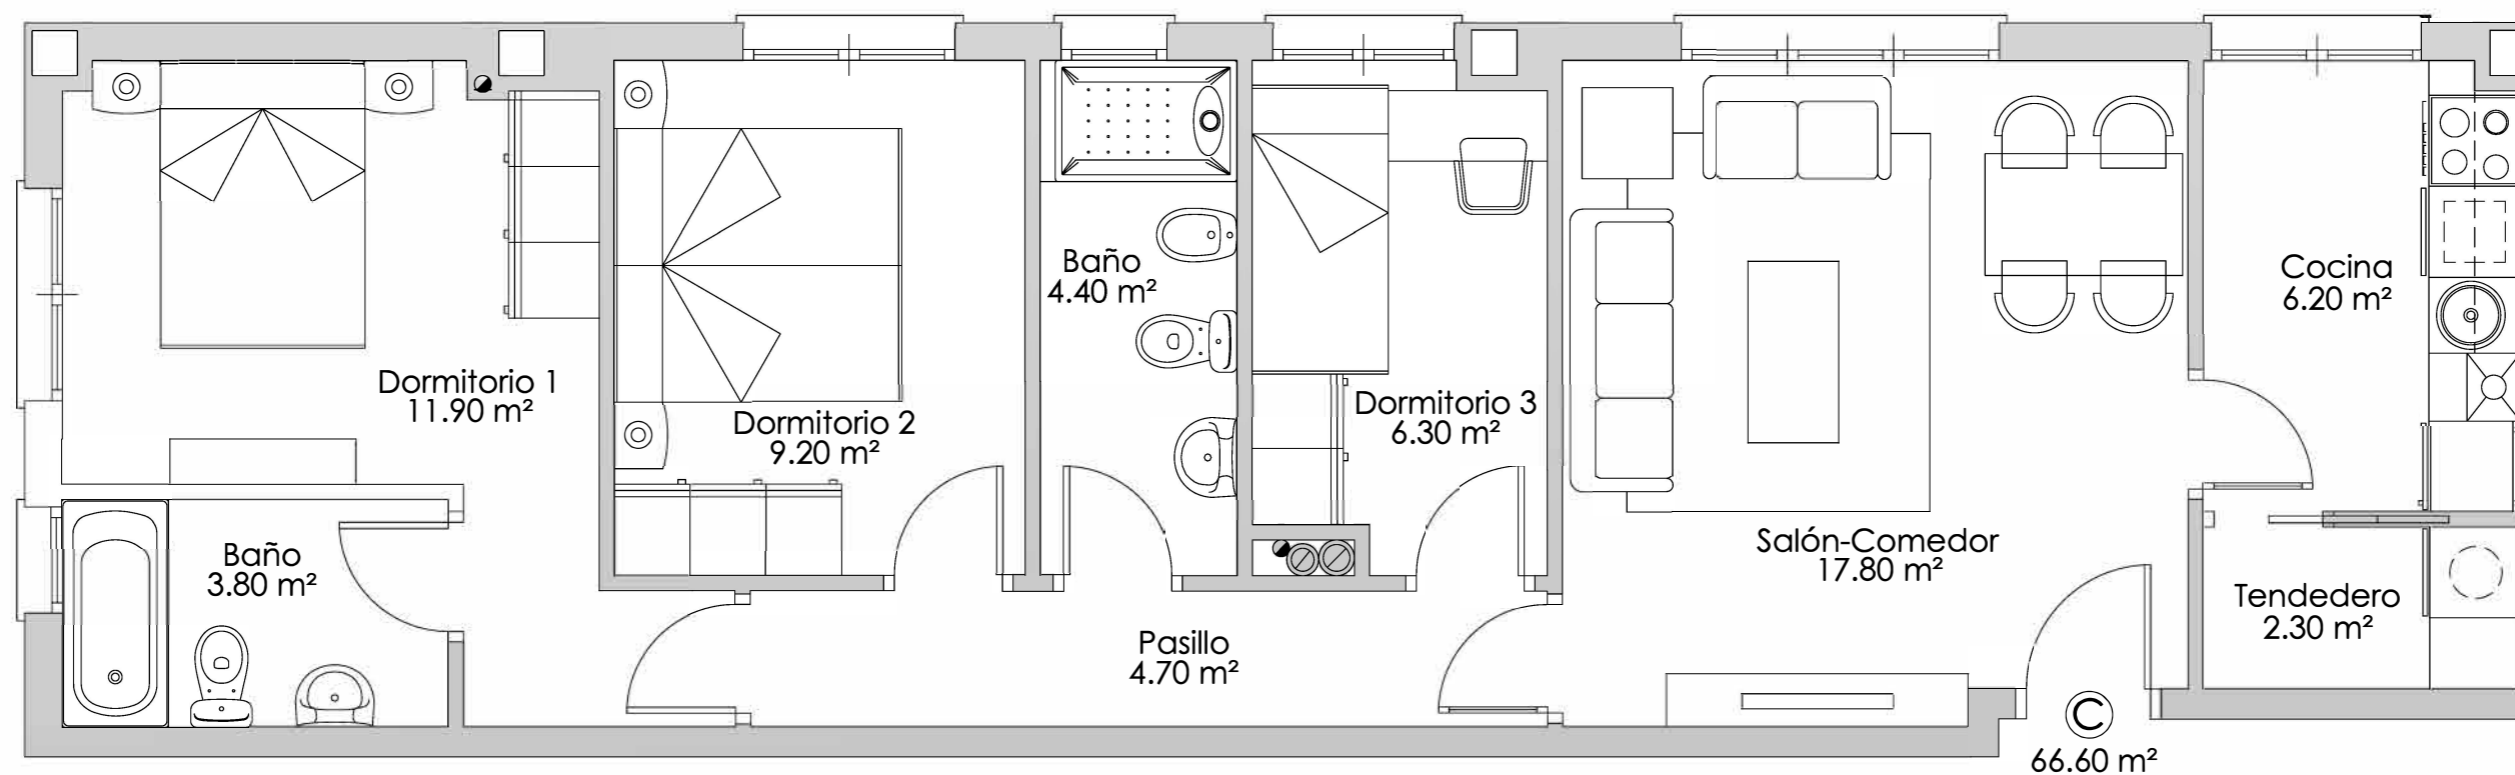 Dormitorio 1
11.90 m²
Dormitorio 2
9.20 m²
Baño
4.40 m²
Dormitorio 3
6.30 m²
Cocina
6.20 m²
Baño
3.80 m²
Salón-Comedor
17.80 m²
Tendedero
2.30 m²
Pasillo
4.70 m²
C
66.60 m²